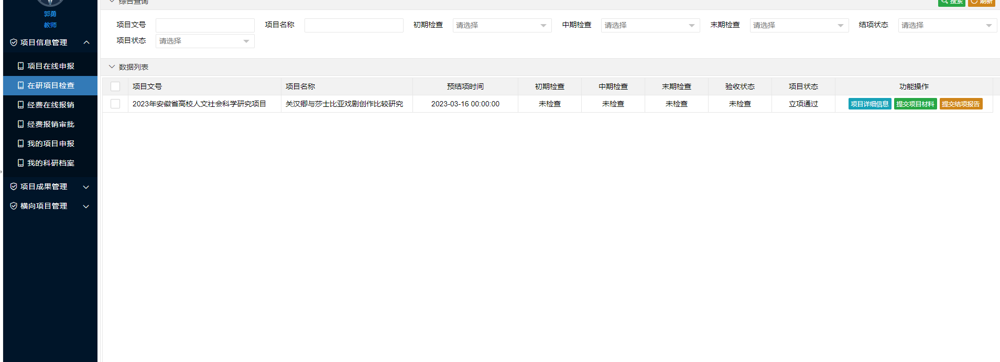 综合查询
搜索 刷新
郭勇
教师
项目信息管理
项目在线申报
在研项目检查
经费在线报销
经费报销审批
我的项目申报
我的科研档案
项目成果管理
横向项目管理
项目文号 项目名称 初期检查 请选择 中期检查 请选择 末期检查 请选择 结项状态 请选择
项目状态 请选择
数据列表
项目文号 项目名称 预结项时间 初期检查 中期检查 末期检查 验收状态 项目状态 功能操作
2023年安徽省高校人文社会科学研究项目 关汉卿与莎士比亚戏剧创作比较研究 2023-03-16 00:00:00 未检查 未检查 未检查 未检查 立项通过 项目详细信息 提交项目材料 提交结项报告